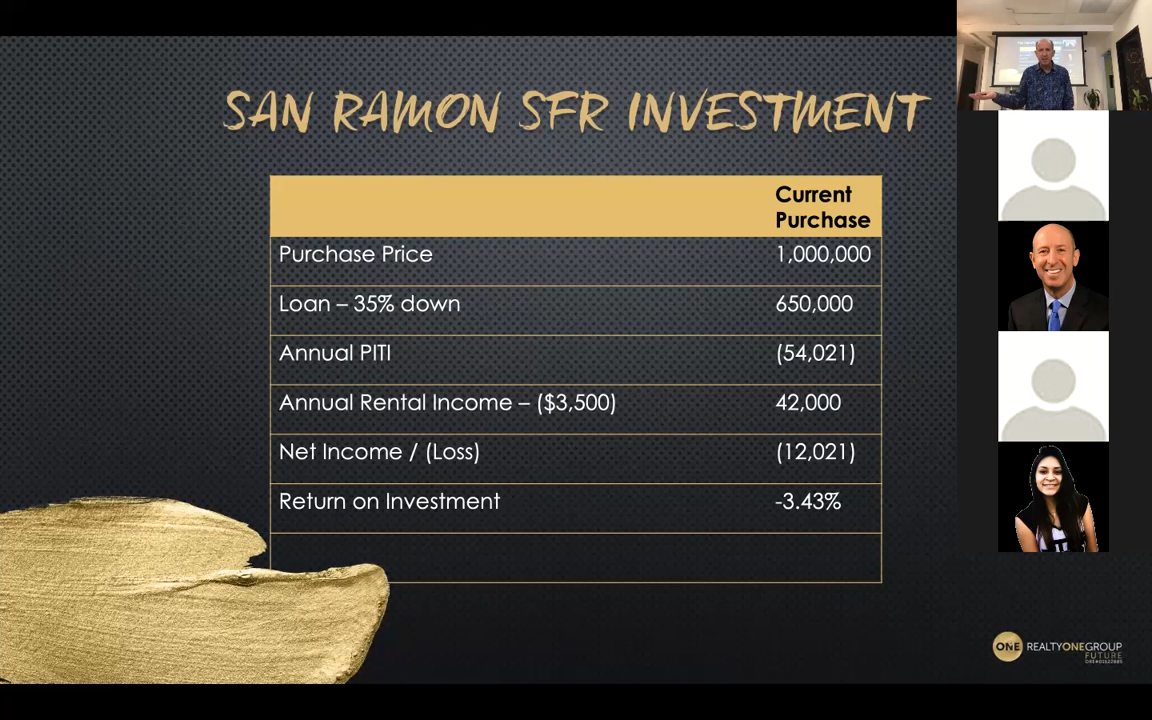 SAN RAMON SFR INVESTMENT
Current
Purchase
Purchase Price 1,000,000
Loan – 35% down 650,000
Annual PITI (54,021)
Annual Rental Income – ($3,500) 42,000
Net Income / (Loss) (12,021)
Return on Investment -3.43%
ONE REALTYONEGROUP
FUTURE